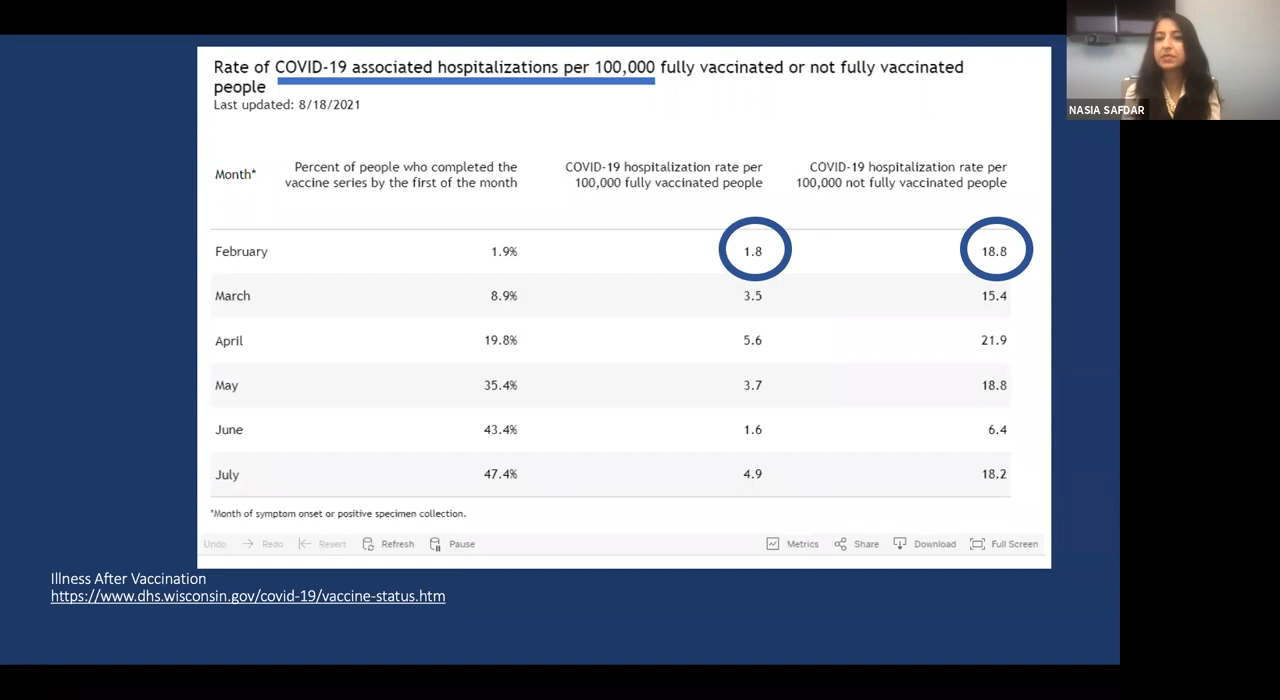 Rate of COVID-19 associated hospitalizations per 100,000 fully vaccinated or not fully vaccinated
people
Last updated: 8/18/2021
NASIA SAFDAR
Month*
Percent of people who completed the
vaccine series by the first of the month
COVID-19 hospitalization rate per
100,000 fully vaccinated people
COVID-19 hospitalization rate per
100,000 not fully vaccinated people
February 1.9% 1.8 18.8
March 8.9% 3.5 15.4
April 19.8% 5.6 21.9
May 35.4% 3.7 18.8
June 43.4% 1.6 6.4
July 47.4% 4.9 18.2
*Month of symptom onset or positive specimen collection.
Undo Redo Revert Refresh Pause Metrics Share Download Full Screen
Illness After Vaccination
https://www.dhs.wisconsin.gov/covid-19/vaccine-status.htm